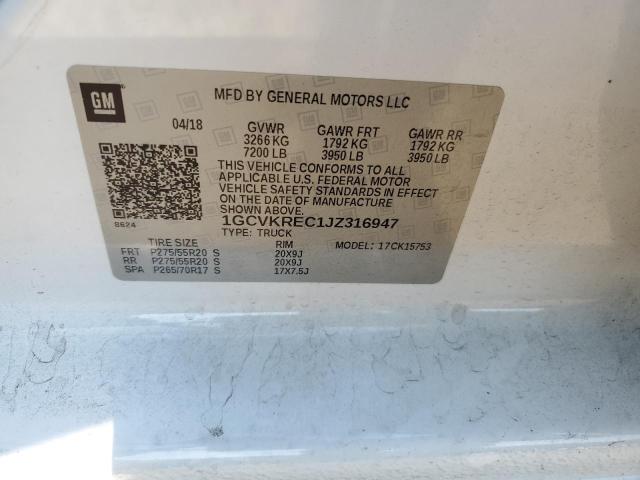 GM
MFD BY GENERAL MOTORS LLC
04/18 GVWR GAWR FRT GAWR RR
3266 KG 1792 KG 1792 KG
7200 LB 3950 LB 3950 LB
THIS VEHICLE CONFORMS TO ALL
APPLICABLE U.S. FEDERAL MOTOR
VEHICLE SAFETY STANDARDS IN EFFECT
ON THE DATE OF MANUFACTURE
SHOWN ABOVE.
8624
1GCVKREC1JZ316947
TYPE: TRUCK
TIRE SIZE RIM MODEL: 17CK15753
FRT P275/55R20 S 20X9J
RR P275/55R20 S 20X9J
SPA P265/70R17 S 17X7.5J